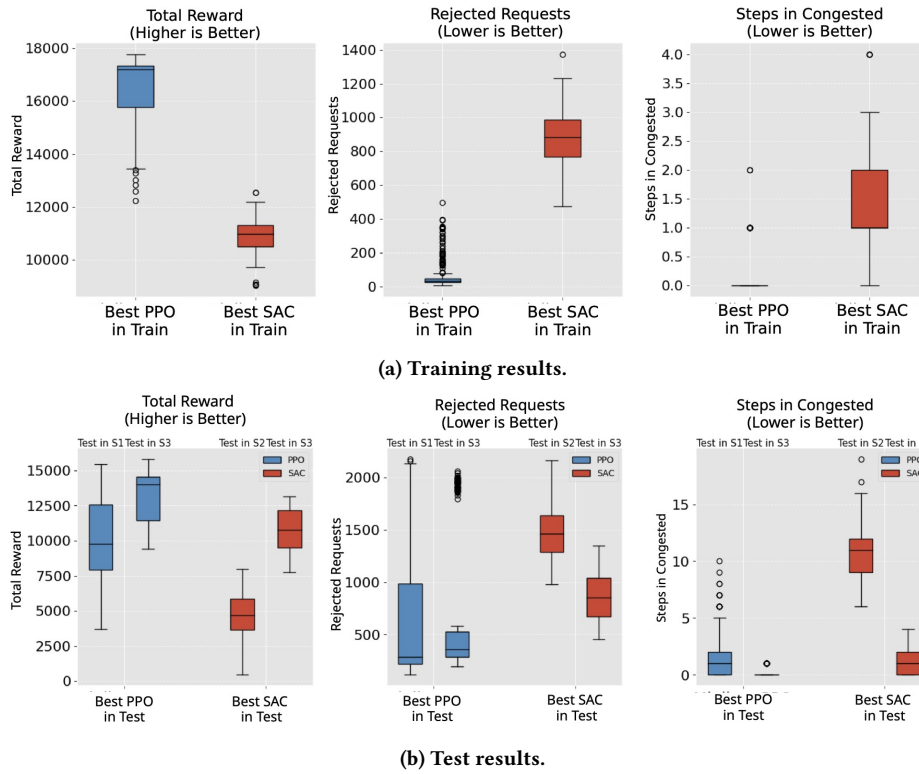 Total Reward
(Higher is Better)
Rejected Requests
(Lower is Better)
Steps in Congested
(Lower is Better)
Total Reward
18000
16000
14000
12000
10000
Rejected Requests
1400
1200
1000
800
600
400
200
0
Steps in Congested
4.0
3.5
3.0
2.5
2.0
1.5
1.0
0.5
0.0
Best PPO
in Train
Best SAC
in Train
Best PPO
in Train
Best SAC
in Train
Best PPO
in Train
Best SAC
in Train
(a) Training results.
Total Reward
(Higher is Better)
Rejected Requests
(Lower is Better)
Steps in Congested
(Lower is Better)
Test in S1 Test in S3 Test in S2 Test in S3
Test in S1 Test in S3 Test in S2 Test in S3
Test in S1 Test in S3 Test in S2 Test in S3
PPO
SAC
PPO
SAC
PPO
SAC
Total Reward
15000
12500
10000
7500
5000
2500
0
Rejected Requests
2000
1500
1000
500
Steps in Congested
15
10
5
0
Best PPO
in Test
Best SAC
in Test
Best PPO
in Test
Best SAC
in Test
Best PPO
in Test
Best SAC
in Test
(b) Test results.